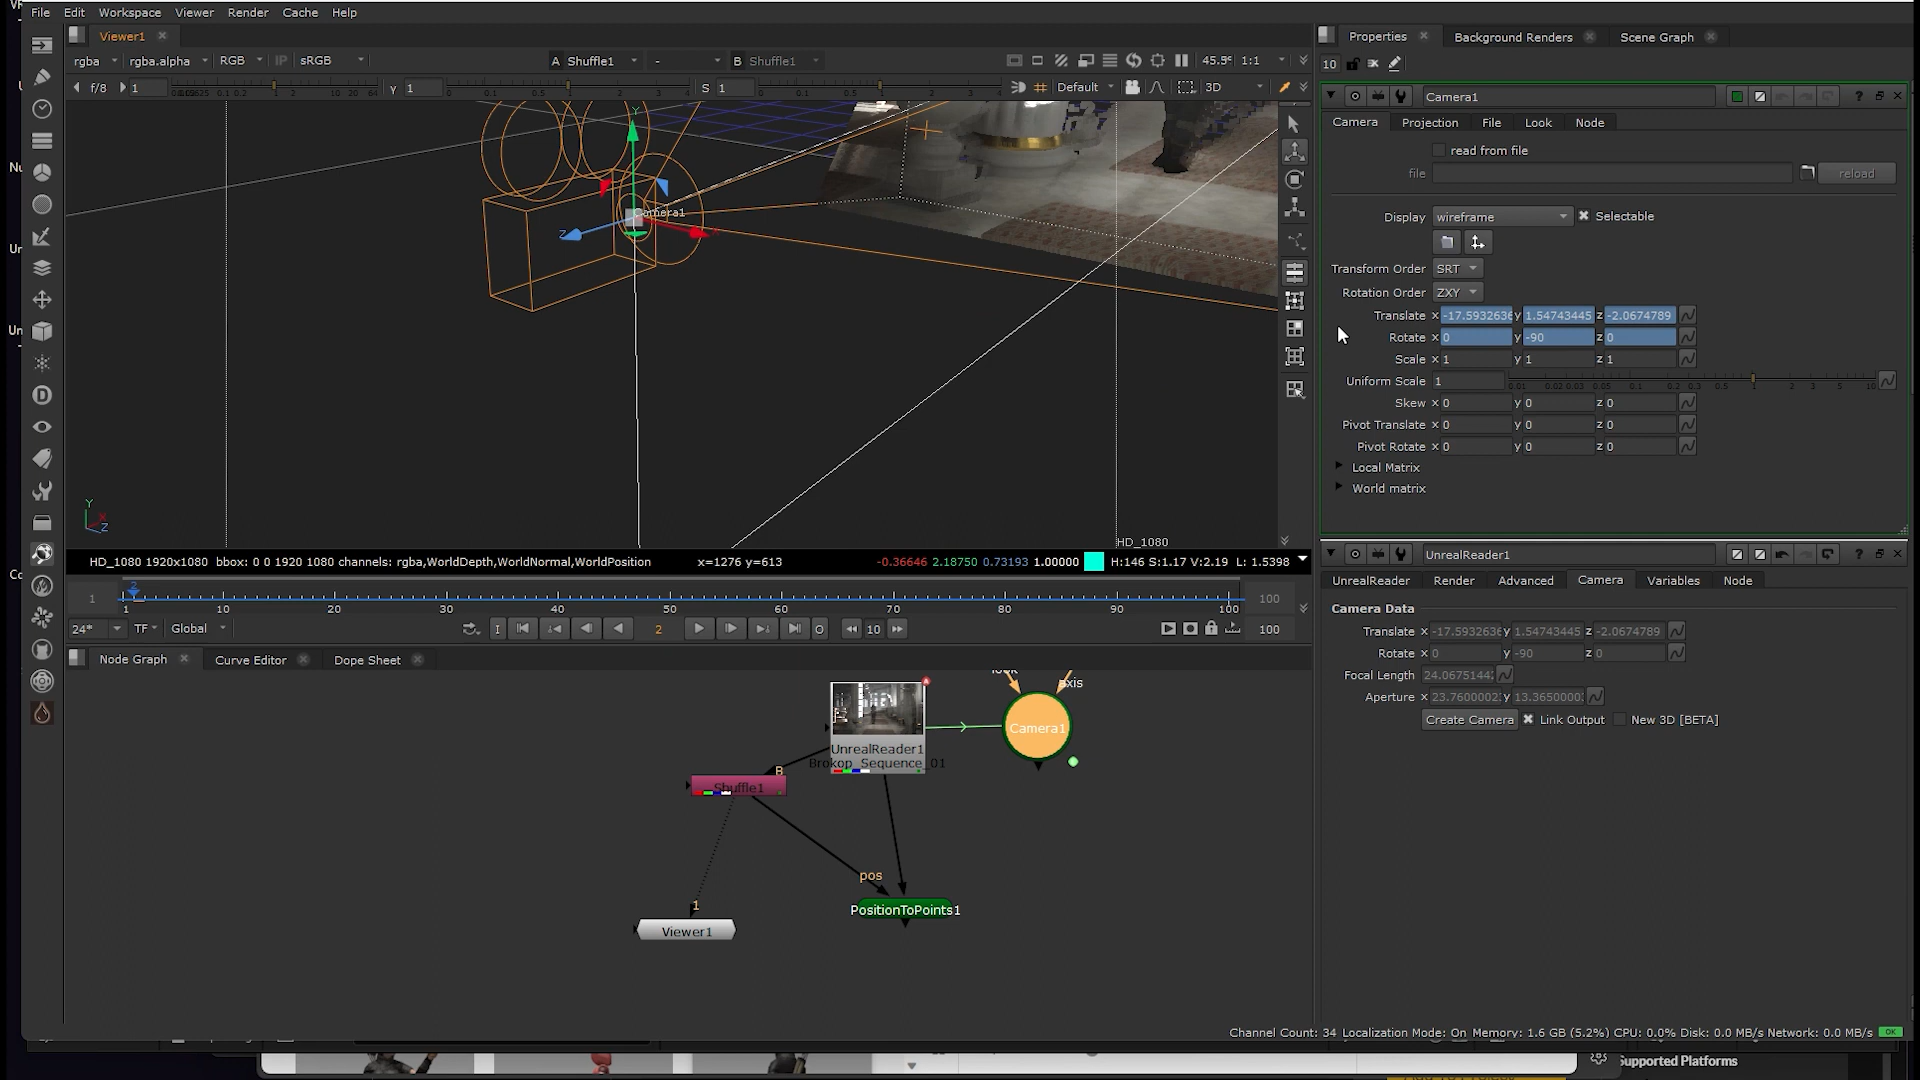 File Edit Workspace Viewer Render Cache Help
Viewer1
rgba rgba.alpha RGB IP sRGB A Shuffle1 - B Shuffle1 45.9° 1:1
f/8 1 Y 1 S 1 Default 3D
Y
Camera1
Z
Y
X
Z
HD_1080
HD_1080 1920x1080 bbox: 0 0 1920 1080 channels: rgba,WorldDepth,WorldNormal,WorldPosition x=1276 y=613 -0.36646 2.18750 0.73193 1.00000 H:146 S:1.17 V:2.19 L: 1.5398
1 2 100
1 10 20 30 40 50 60 70 80 90 100
24* TF Global I 2 O 10 100
Node Graph Curve Editor Dope Sheet
look axis
Camera1
UnrealReader1
Brokop_Sequence_01
B
Shuffle1
pos
1
PositionToPoints1
Viewer1
Properties Background Renders Scene Graph
10
Camera1
Camera Projection File Look Node
read from file
file reload
Display wireframe Selectable
Transform Order SRT
Rotation Order ZXY
Translate x -17.5932636 y 1.54743445 z -2.0674789
Rotate x 0 y -90 z 0
Scale x 1 y 1 z 1
Uniform Scale 1
Skew x 0 y 0 z 0
Pivot Translate x 0 y 0 z 0
Pivot Rotate x 0 y 0 z 0
Local Matrix
World matrix
UnrealReader1
UnrealReader Render Advanced Camera Variables Node
Camera Data
Translate x -17.5932636 y 1.54743445 z -2.0674789
Rotate x 0 y -90 z 0
Focal Length 24.0675144
Aperture x 23.7600002 y 13.3650000
Create Camera Link Output New 3D [BETA]
Channel Count: 34 Localization Mode: On Memory: 1.6 GB (5.2%) CPU: 0.0% Disk: 0.0 MB/s Network: 0.0 MB/s OK
Supported Platforms